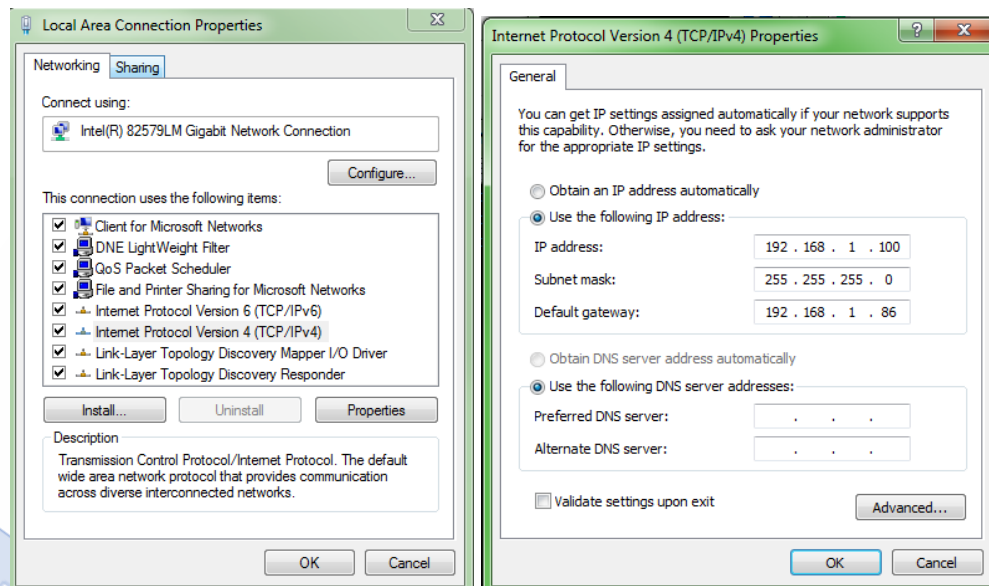 Local Area Connection Properties
Networking
Sharing
Connect using:
Intel(R) 82579LM Gigabit Network Connection
Configure...
This connection uses the following items:
Client for Microsoft Networks
DNE LightWeight Filter
QoS Packet Scheduler
File and Printer Sharing for Microsoft Networks
Internet Protocol Version 6 (TCP/IPv6)
Internet Protocol Version 4 (TCP/IPv4)
Link-Layer Topology Discovery Mapper I/O Driver
Link-Layer Topology Discovery Responder
Install...
Uninstall
Properties
Description
Transmission Control Protocol/Internet Protocol. The default
wide area network protocol that provides communication
across diverse interconnected networks.
OK
Cancel
Internet Protocol Version 4 (TCP/IPv4) Properties
?
General
You can get IP settings assigned automatically if your network supports
this capability. Otherwise, you need to ask your network administrator
for the appropriate IP settings.
Obtain an IP address automatically
Use the following IP address:
IP address: 192 . 168 . 1 . 100
Subnet mask: 255 . 255 . 255 . 0
Default gateway: 192 . 168 . 1 . 86
Obtain DNS server address automatically
Use the following DNS server addresses:
Preferred DNS server: . . .
Alternate DNS server: . . .
Validate settings upon exit
Advanced...
OK
Cancel